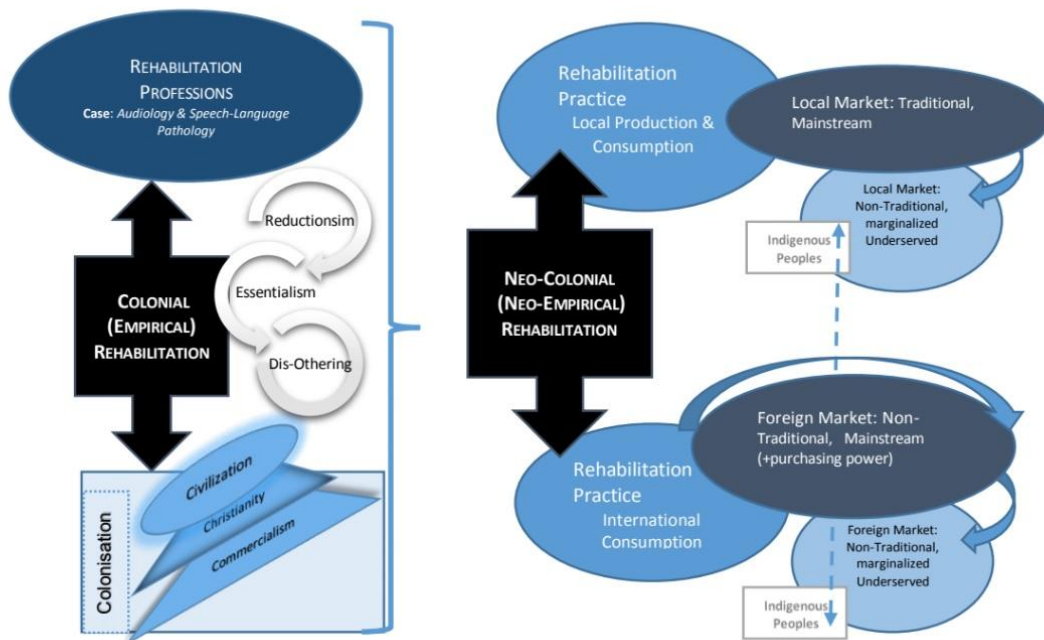 REHABILITATION
PROFESSIONS
Case: Audiology & Speech-Language
Pathology
Reductionsim
Essentialism
Dis-Othering
COLONIAL
(EMPIRICAL)
REHABILITATION
Colonisation
Civilization
Christianity
Commercialism
NEO-COLONIAL
(NEO-EMPIRICAL)
REHABILITATION
Rehabilitation
Practice
Local Production &
Consumption
Local Market: Traditional,
Mainstream
Local Market:
Non-Traditional,
marginalized
Underserved
Indigenous
Peoples
Rehabilitation
Practice
International
Consumption
Foreign Market: Non-
Traditional, Mainstream
(+purchasing power)
Foreign Market:
Non-Traditional,
marginalized
Underserved
Indigenous
Peoples